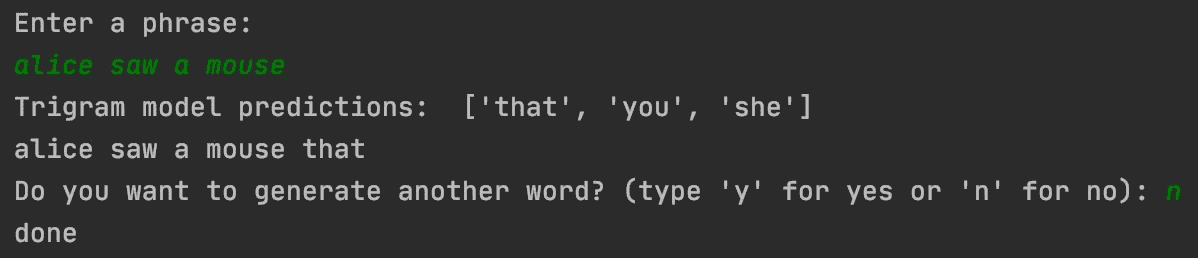 Enter a phrase:
alice saw a mouse
Trigram model predictions:  ['that', 'you', 'she']
alice saw a mouse that
Do you want to generate another word? (type 'y' for yes or 'n' for no): n
done